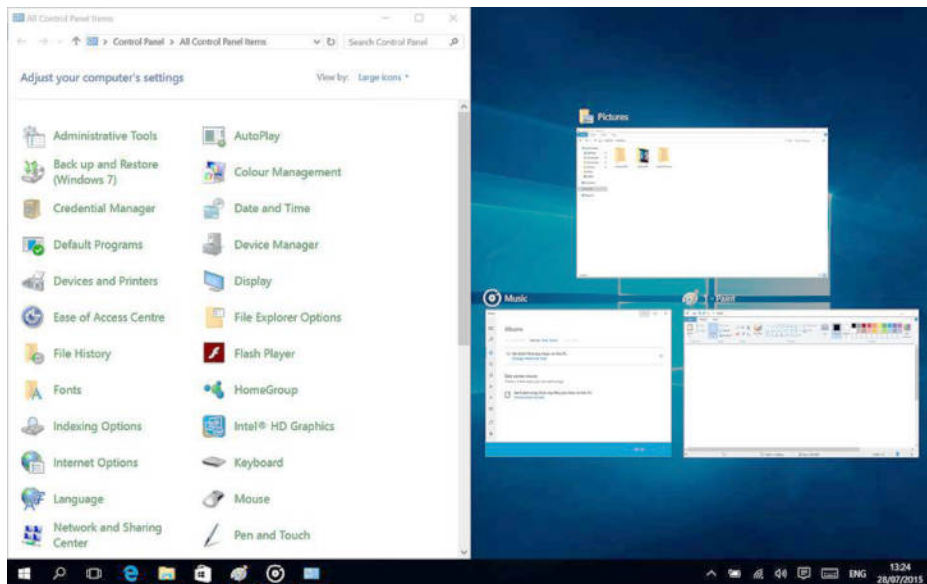 All Control Panel Items
Control Panel > All Control Panel Items
Search Control Panel
Adjust your computer's settings
View by: Large icons
Administrative Tools
AutoPlay
Back up and Restore
(Windows 7)
Colour Management
Credential Manager
Date and Time
Default Programs
Device Manager
Devices and Printers
Display
Ease of Access Centre
File Explorer Options
File History
Flash Player
Fonts
HomeGroup
Indexing Options
Intel® HD Graphics
Internet Options
Keyboard
Language
Mouse
Network and Sharing
Center
Pen and Touch
Pictures
Music
Paint
Albums
ENG
13:24
28/07/2015